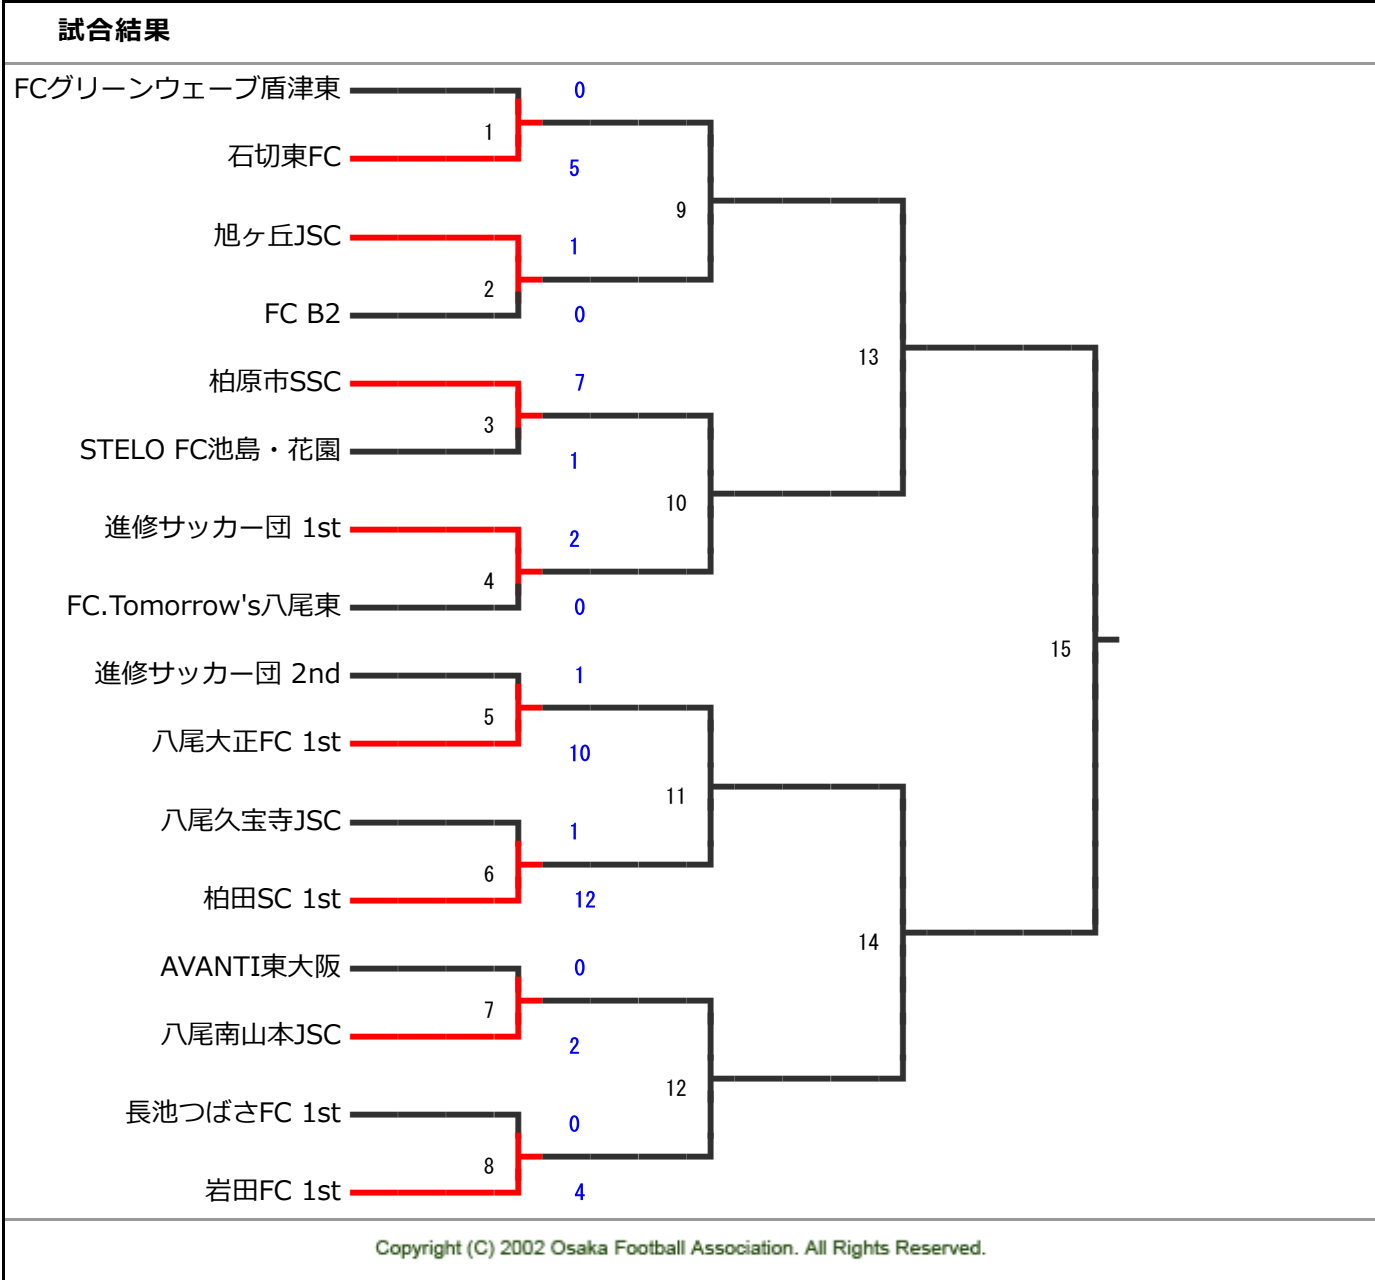 試合結果
FCグリーンウェーブ盾津東 0
1
石切東FC 5
9
旭ヶ丘JSC 1
2
FC B2 0
13
柏原市SSC 7
3
STELO FC池島・花園 1
10
進修サッカー団 1st 2
4
FC.Tomorrow's八尾東 0
15
進修サッカー団 2nd 1
5
八尾大正FC 1st 10
11
八尾久宝寺JSC 1
6
柏田SC 1st 12
14
AVANTI東大阪 0
7
八尾南山本JSC 2
12
長池つばさFC 1st 0
8
岩田FC 1st 4
Copyright (C) 2002 Osaka Football Association. All Rights Reserved.